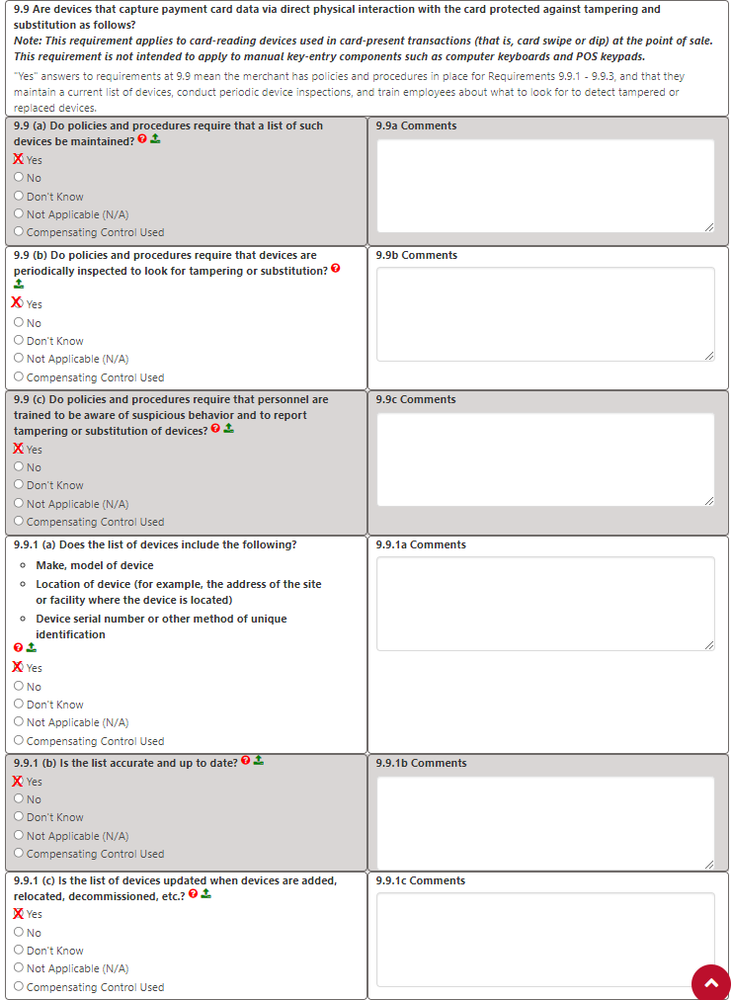 9.9 Are devices that capture payment card data via direct physical interaction with the card protected against tampering and
substitution as follows?
Note: This requirement applies to card-reading devices used in card-present transactions (that is, card swipe or dip) at the point of sale.
This requirement is not intended to apply to manual key-entry components such as computer keyboards and POS keypads.
"Yes" answers to requirements at 9.9 mean the merchant has policies and procedures in place for Requirements 9.9.1 - 9.9.3, and that they
maintain a current list of devices, conduct periodic device inspections, and train employees about what to look for to detect tampered or
replaced devices.
9.9 (a) Do policies and procedures require that a list of such
devices be maintained?
Yes
No
Don't Know
Not Applicable (N/A)
Compensating Control Used
9.9a Comments
9.9 (b) Do policies and procedures require that devices are
periodically inspected to look for tampering or substitution?
Yes
No
Don't Know
Not Applicable (N/A)
Compensating Control Used
9.9b Comments
9.9 (c) Do policies and procedures require that personnel are
trained to be aware of suspicious behavior and to report
tampering or substitution of devices?
Yes
No
Don't Know
Not Applicable (N/A)
Compensating Control Used
9.9c Comments
9.9.1 (a) Does the list of devices include the following?
Make, model of device
Location of device (for example, the address of the site
or facility where the device is located)
Device serial number or other method of unique
identification
Yes
No
Don't Know
Not Applicable (N/A)
Compensating Control Used
9.9.1a Comments
9.9.1 (b) Is the list accurate and up to date?
Yes
No
Don't Know
Not Applicable (N/A)
Compensating Control Used
9.9.1b Comments
9.9.1 (c) Is the list of devices updated when devices are added,
relocated, decommissioned, etc.?
Yes
No
Don't Know
Not Applicable (N/A)
Compensating Control Used
9.9.1c Comments